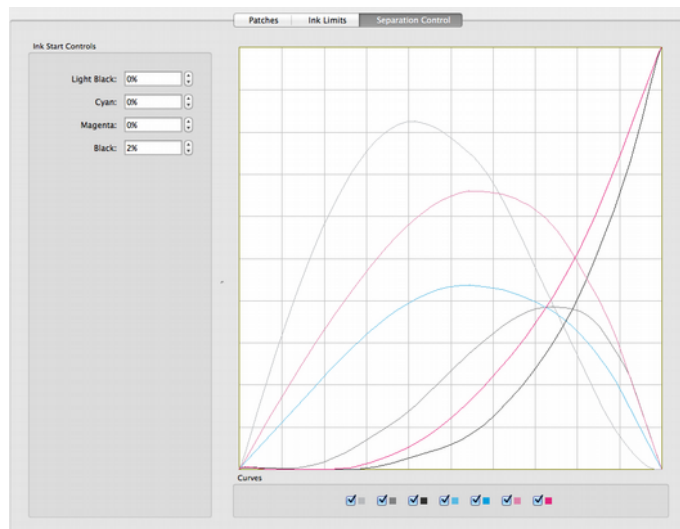 Patches Ink Limits Separation Control
Ink Start Controls
Light Black: 0%
Cyan: 0%
Magenta: 0%
Black: 2%
Curves